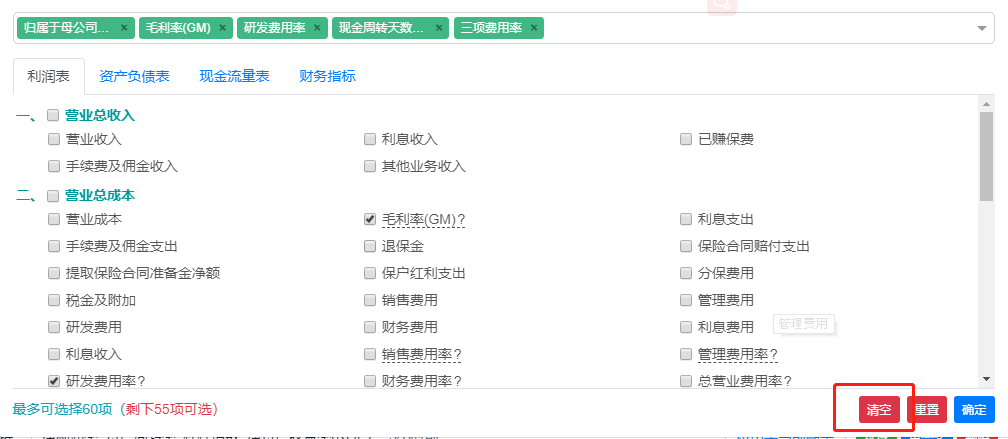 归属于母公司... × 毛利率(GM) × 研发费用率 × 现金周转天数... × 三项费用率 ×
利润表 资产负债表 现金流量表 财务指标
一、 营业总收入
营业收入 利息收入 已赚保费
手续费及佣金收入 其他业务收入
二、 营业总成本
营业成本 毛利率(GM)? 利息支出
手续费及佣金支出 退保金 保险合同赔付支出
提取保险合同准备金净额 保户红利支出 分保费用
税金及附加 销售费用 管理费用
研发费用 财务费用 利息费用 管理费用
利息收入 销售费用率? 管理费用率?
研发费用率? 财务费用率? 总营业费用率?
最多可选择60项（剩下55项可选） 清空 重置 确定